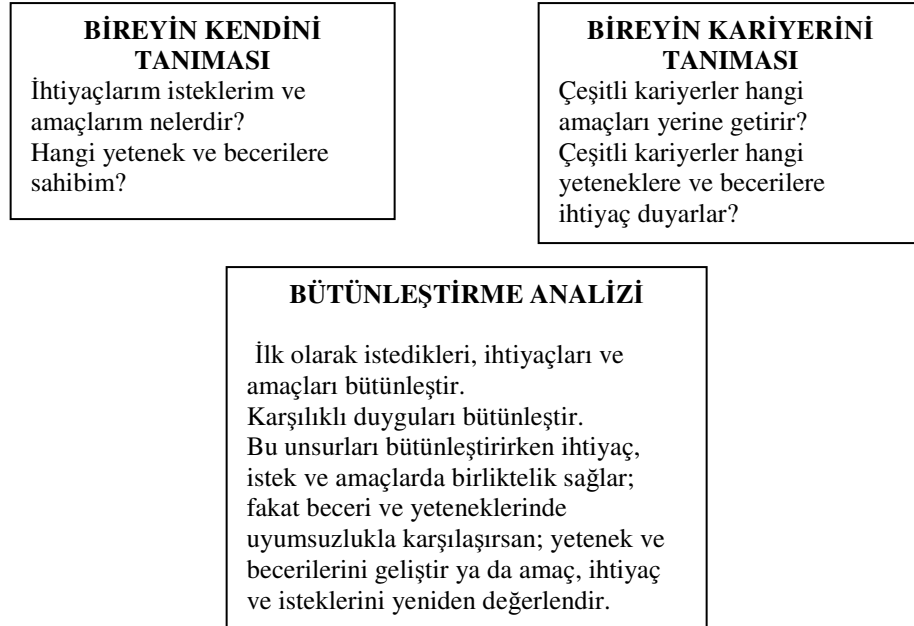 BİREYİN KENDİNİ
TANIMASI
İhtiyaçlarım isteklerim ve
amaçlarım nelerdir?
Hangi yetenek ve becerilere
sahibim?
BİREYİN KARİYERİNİ
TANIMASI
Çeşitli kariyerler hangi
amaçları yerine getirir?
Çeşitli kariyerler hangi
yeteneklere ve becerilere
ihtiyaç duyarlar?
BÜTÜNLEŞTİRME ANALİZİ
İlk olarak istedikleri, ihtiyaçları ve
amaçları bütünleştir.
Karşılıklı duyguları bütünleştir.
Bu unsurları bütünleştirirken ihtiyaç,
istek ve amaçlarda birliktelik sağlar;
fakat beceri ve yeteneklerinde
uyumsuzlukla karşılaşırsan; yetenek ve
becerilerini geliştir ya da amaç, ihtiyaç
ve isteklerini yeniden değerlendir.